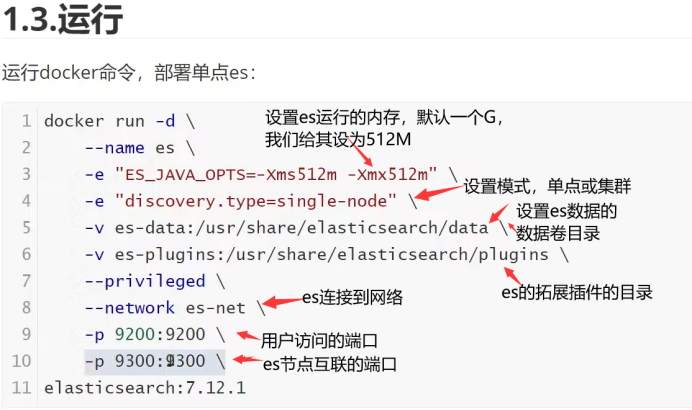 1.3.运行
运行docker命令，部署单点es：
1 docker run -d \
设置es运行的内存，默认一个G，
我们给其设为512M
2 --name es \
3 -e "ES_JAVA_OPTS=-Xms512m -Xmx512m" \
4 -e "discovery.type=single-node" \
设置模式，单点或集群
5 -v es-data:/usr/share/elasticsearch/data \
设置es数据的
数据卷目录
6 -v es-plugins:/usr/share/elasticsearch/plugins \
es的拓展插件的目录
7 --privileged \
8 --network es-net \
es连接到网络
9 -p 9200:9200 \
用户访问的端口
10 -p 9300:9300 \
es节点互联的端口
11 elasticsearch:7.12.1